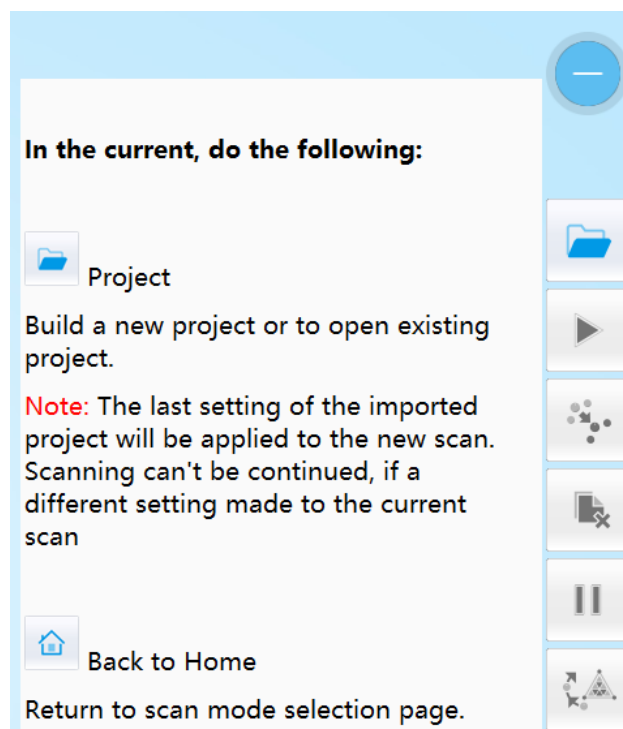 In the current, do the following:
Project
Build a new project or to open existing
project.
Note: The last setting of the imported
project will be applied to the new scan.
Scanning can't be continued, if a
different setting made to the current
scan
Back to Home
Return to scan mode selection page.